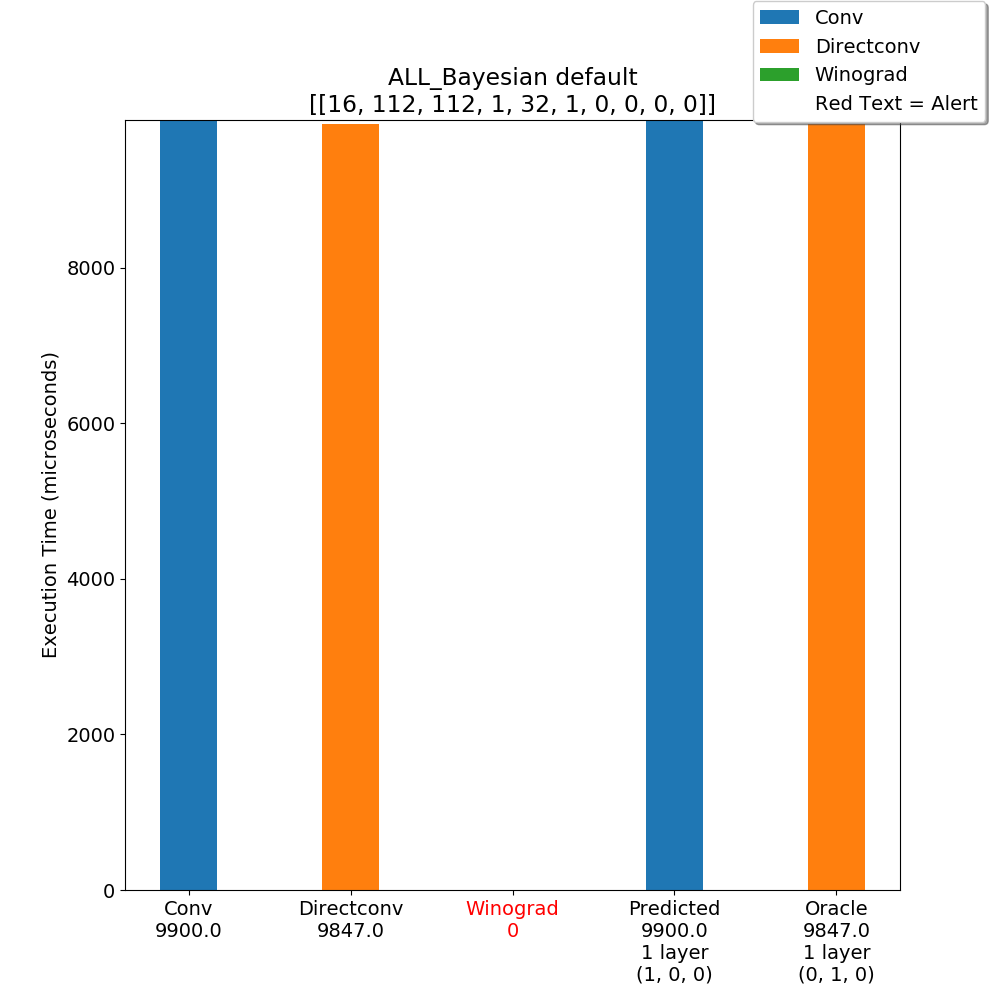 Conv
Directconv
Winograd
Red Text = Alert
ALL_Bayesian default
[[16, 112, 112, 1, 32, 1, 0, 0, 0, 0]]
Execution Time (microseconds)
8000
6000
4000
2000
0
Conv
9900.0
Directconv
9847.0
Winograd
0
Predicted
9900.0
1 layer
(1, 0, 0)
Oracle
9847.0
1 layer
(0, 1, 0)